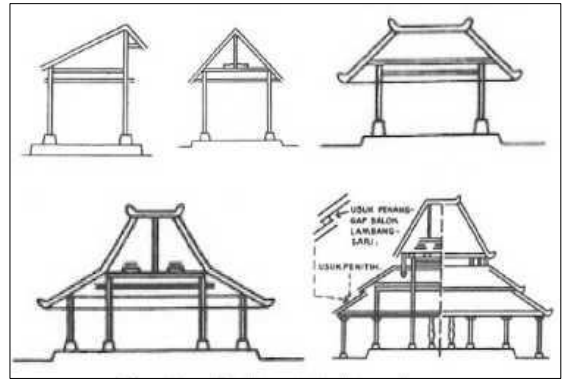 USUK PENANG-
GAP BALOK
LAMBANG-
SARI.
USUK PENITIH.